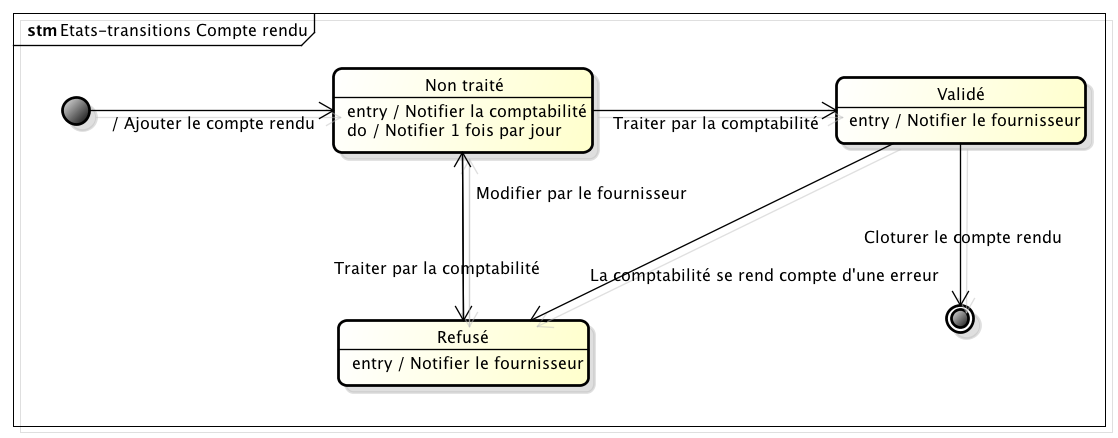 stm Etats-transitions Compte rendu
Non traité
entry / Notifier la comptabilité
do / Notifier 1 fois par jour
/ Ajouter le compte rendu
Traiter par la comptabilité
Validé
entry / Notifier le fournisseur
Modifier par le fournisseur
Cloturer le compte rendu
Traiter par la comptabilité
La comptabilité se rend compte d'une erreur
Refusé
entry / Notifier le fournisseur